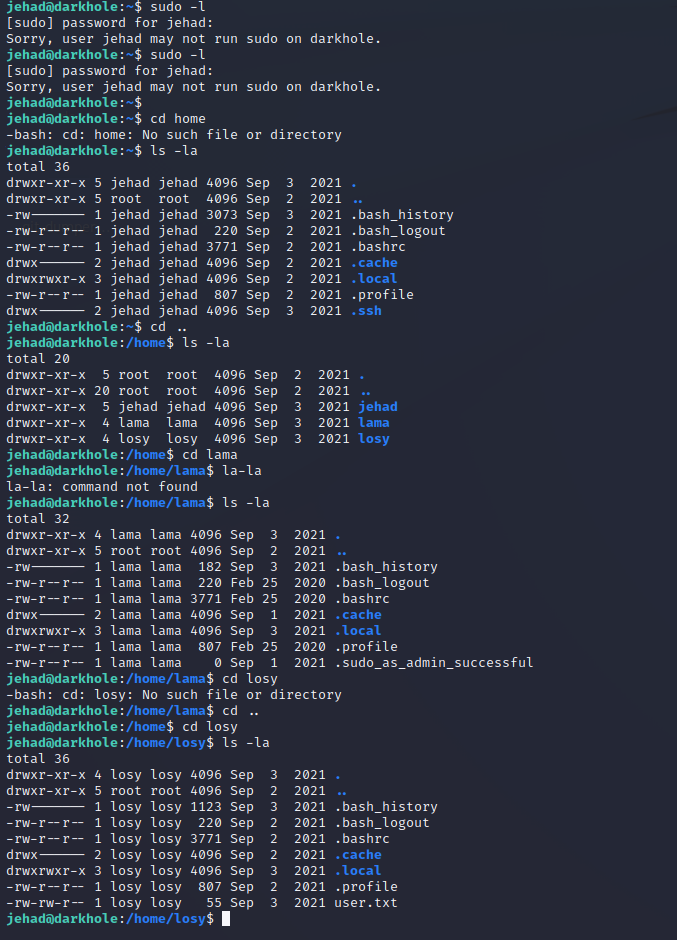 jehad@darkhole:~$ sudo -l
[sudo] password for jehad:
Sorry, user jehad may not run sudo on darkhole.
jehad@darkhole:~$ sudo -l
[sudo] password for jehad:
Sorry, user jehad may not run sudo on darkhole.
jehad@darkhole:~$
jehad@darkhole:~$ cd home
-bash: cd: home: No such file or directory
jehad@darkhole:~$ ls -la
total 36
drwxr-xr-x 5 jehad jehad 4096 Sep  3  2021 .
drwxr-xr-x 5 root  root  4096 Sep  2  2021 ..
-rw------- 1 jehad jehad 3073 Sep  3  2021 .bash_history
-rw-r--r-- 1 jehad jehad  220 Sep  2  2021 .bash_logout
-rw-r--r-- 1 jehad jehad 3771 Sep  2  2021 .bashrc
drwx------ 2 jehad jehad 4096 Sep  2  2021 .cache
drwxrwxr-x 3 jehad jehad 4096 Sep  2  2021 .local
-rw-r--r-- 1 jehad jehad  807 Sep  2  2021 .profile
drwx------ 2 jehad jehad 4096 Sep  3  2021 .ssh
jehad@darkhole:~$ cd ..
jehad@darkhole:/home$ ls -la
total 20
drwxr-xr-x  5 root  root  4096 Sep  2  2021 .
drwxr-xr-x 20 root  root  4096 Sep  2  2021 ..
drwxr-xr-x  5 jehad jehad 4096 Sep  3  2021 jehad
drwxr-xr-x  4 lama  lama  4096 Sep  3  2021 lama
drwxr-xr-x  4 losy  losy  4096 Sep  3  2021 losy
jehad@darkhole:/home$ cd lama
jehad@darkhole:/home/lama$ la-la
la-la: command not found
jehad@darkhole:/home/lama$ ls -la
total 32
drwxr-xr-x 4 lama lama 4096 Sep  3  2021 .
drwxr-xr-x 5 root root 4096 Sep  2  2021 ..
-rw------- 1 lama lama  182 Sep  3  2021 .bash_history
-rw-r--r-- 1 lama lama  220 Feb 25  2020 .bash_logout
-rw-r--r-- 1 lama lama 3771 Feb 25  2020 .bashrc
drwx------ 2 lama lama 4096 Sep  1  2021 .cache
drwxrwxr-x 3 lama lama 4096 Sep  3  2021 .local
-rw-r--r-- 1 lama lama  807 Feb 25  2020 .profile
-rw-r--r-- 1 lama lama    0 Sep  1  2021 .sudo_as_admin_successful
jehad@darkhole:/home/lama$ cd losy
-bash: cd: losy: No such file or directory
jehad@darkhole:/home/lama$ cd ..
jehad@darkhole:/home$ cd losy
jehad@darkhole:/home/losy$ ls -la
total 36
drwxr-xr-x 4 losy losy 4096 Sep  3  2021 .
drwxr-xr-x 5 root root 4096 Sep  2  2021 ..
-rw------- 1 losy losy 1123 Sep  3  2021 .bash_history
-rw-r--r-- 1 losy losy  220 Sep  2  2021 .bash_logout
-rw-r--r-- 1 losy losy 3771 Sep  2  2021 .bashrc
drwx------ 2 losy losy 4096 Sep  2  2021 .cache
drwxrwxr-x 3 losy losy 4096 Sep  3  2021 .local
-rw-r--r-- 1 losy losy  807 Sep  2  2021 .profile
-rw-rw-r-- 1 losy losy   55 Sep  3  2021 user.txt
jehad@darkhole:/home/losy$